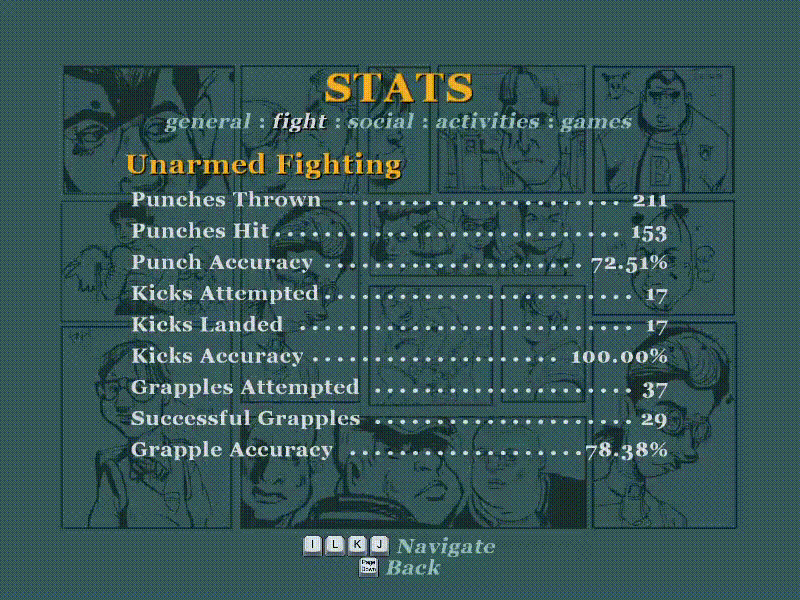 STATS
general : fight : social : activities : games
Unarmed Fighting
Punches Thrown ...................... 211
Punches Hit ........................... 153
Punch Accuracy .................... 72.51%
Kicks Attempted ........................ 17
Kicks Landed .......................... 17
Kicks Accuracy ................... 100.00%
Grapples Attempted .................... 37
Successful Grapples .................... 29
Grapple Accuracy ..................78.38%
I L K J Navigate
Page Down Back